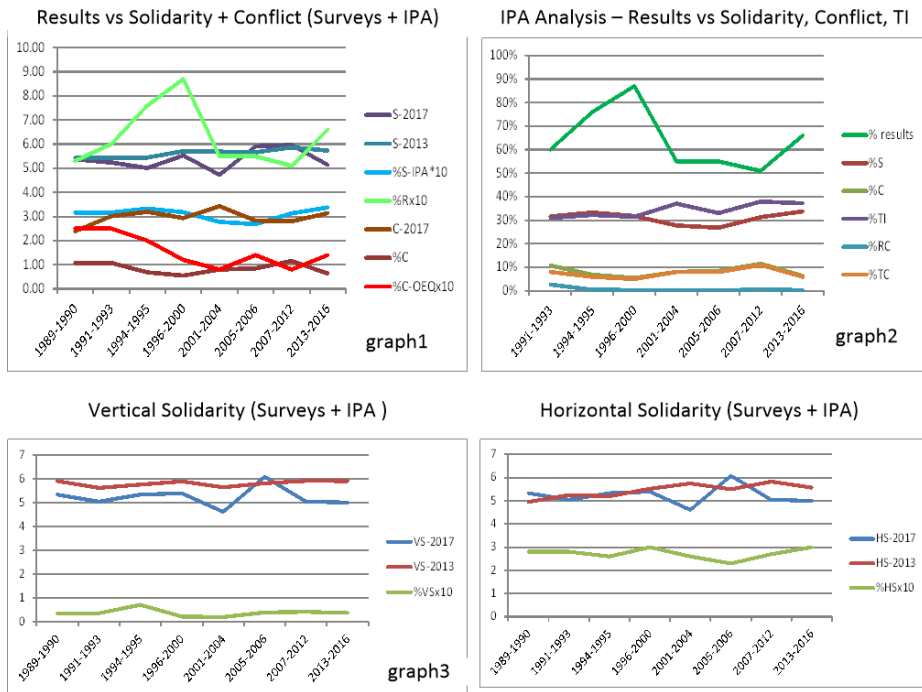 Results vs Solidarity + Conflict (Surveys + IPA)
10.00
9.00
8.00
7.00
6.00
5.00
4.00
3.00
2.00
1.00
0.00
1989-1990
1991-1993
1994-1995
1996-2000
2001-2004
2005-2006
2007-2012
2013-2016
S-2017
S-2013
%S-IPA*10
%Rx10
C-2017
%C
%C-OEQx10
graph1
IPA Analysis – Results vs Solidarity, Conflict, TI
100%
90%
80%
70%
60%
50%
40%
30%
20%
10%
0%
1991-1993
1994-1995
1996-2000
2001-2004
2005-2006
2007-2012
2013-2016
% results
%S
%C
%TI
%RC
%TC
graph2
Vertical Solidarity (Surveys + IPA )
7
6
5
4
3
2
1
0
1989-1990
1991-1993
1994-1995
1996-2000
2001-2004
2005-2006
2007-2012
2013-2016
VS-2017
VS-2013
%VSx10
graph3
Horizontal Solidarity (Surveys + IPA)
7
6
5
4
3
2
1
0
1989-1990
1991-1993
1994-1995
1996-2000
2001-2004
2005-2006
2007-2012
2013-2016
HS-2017
HS-2013
%HSx10